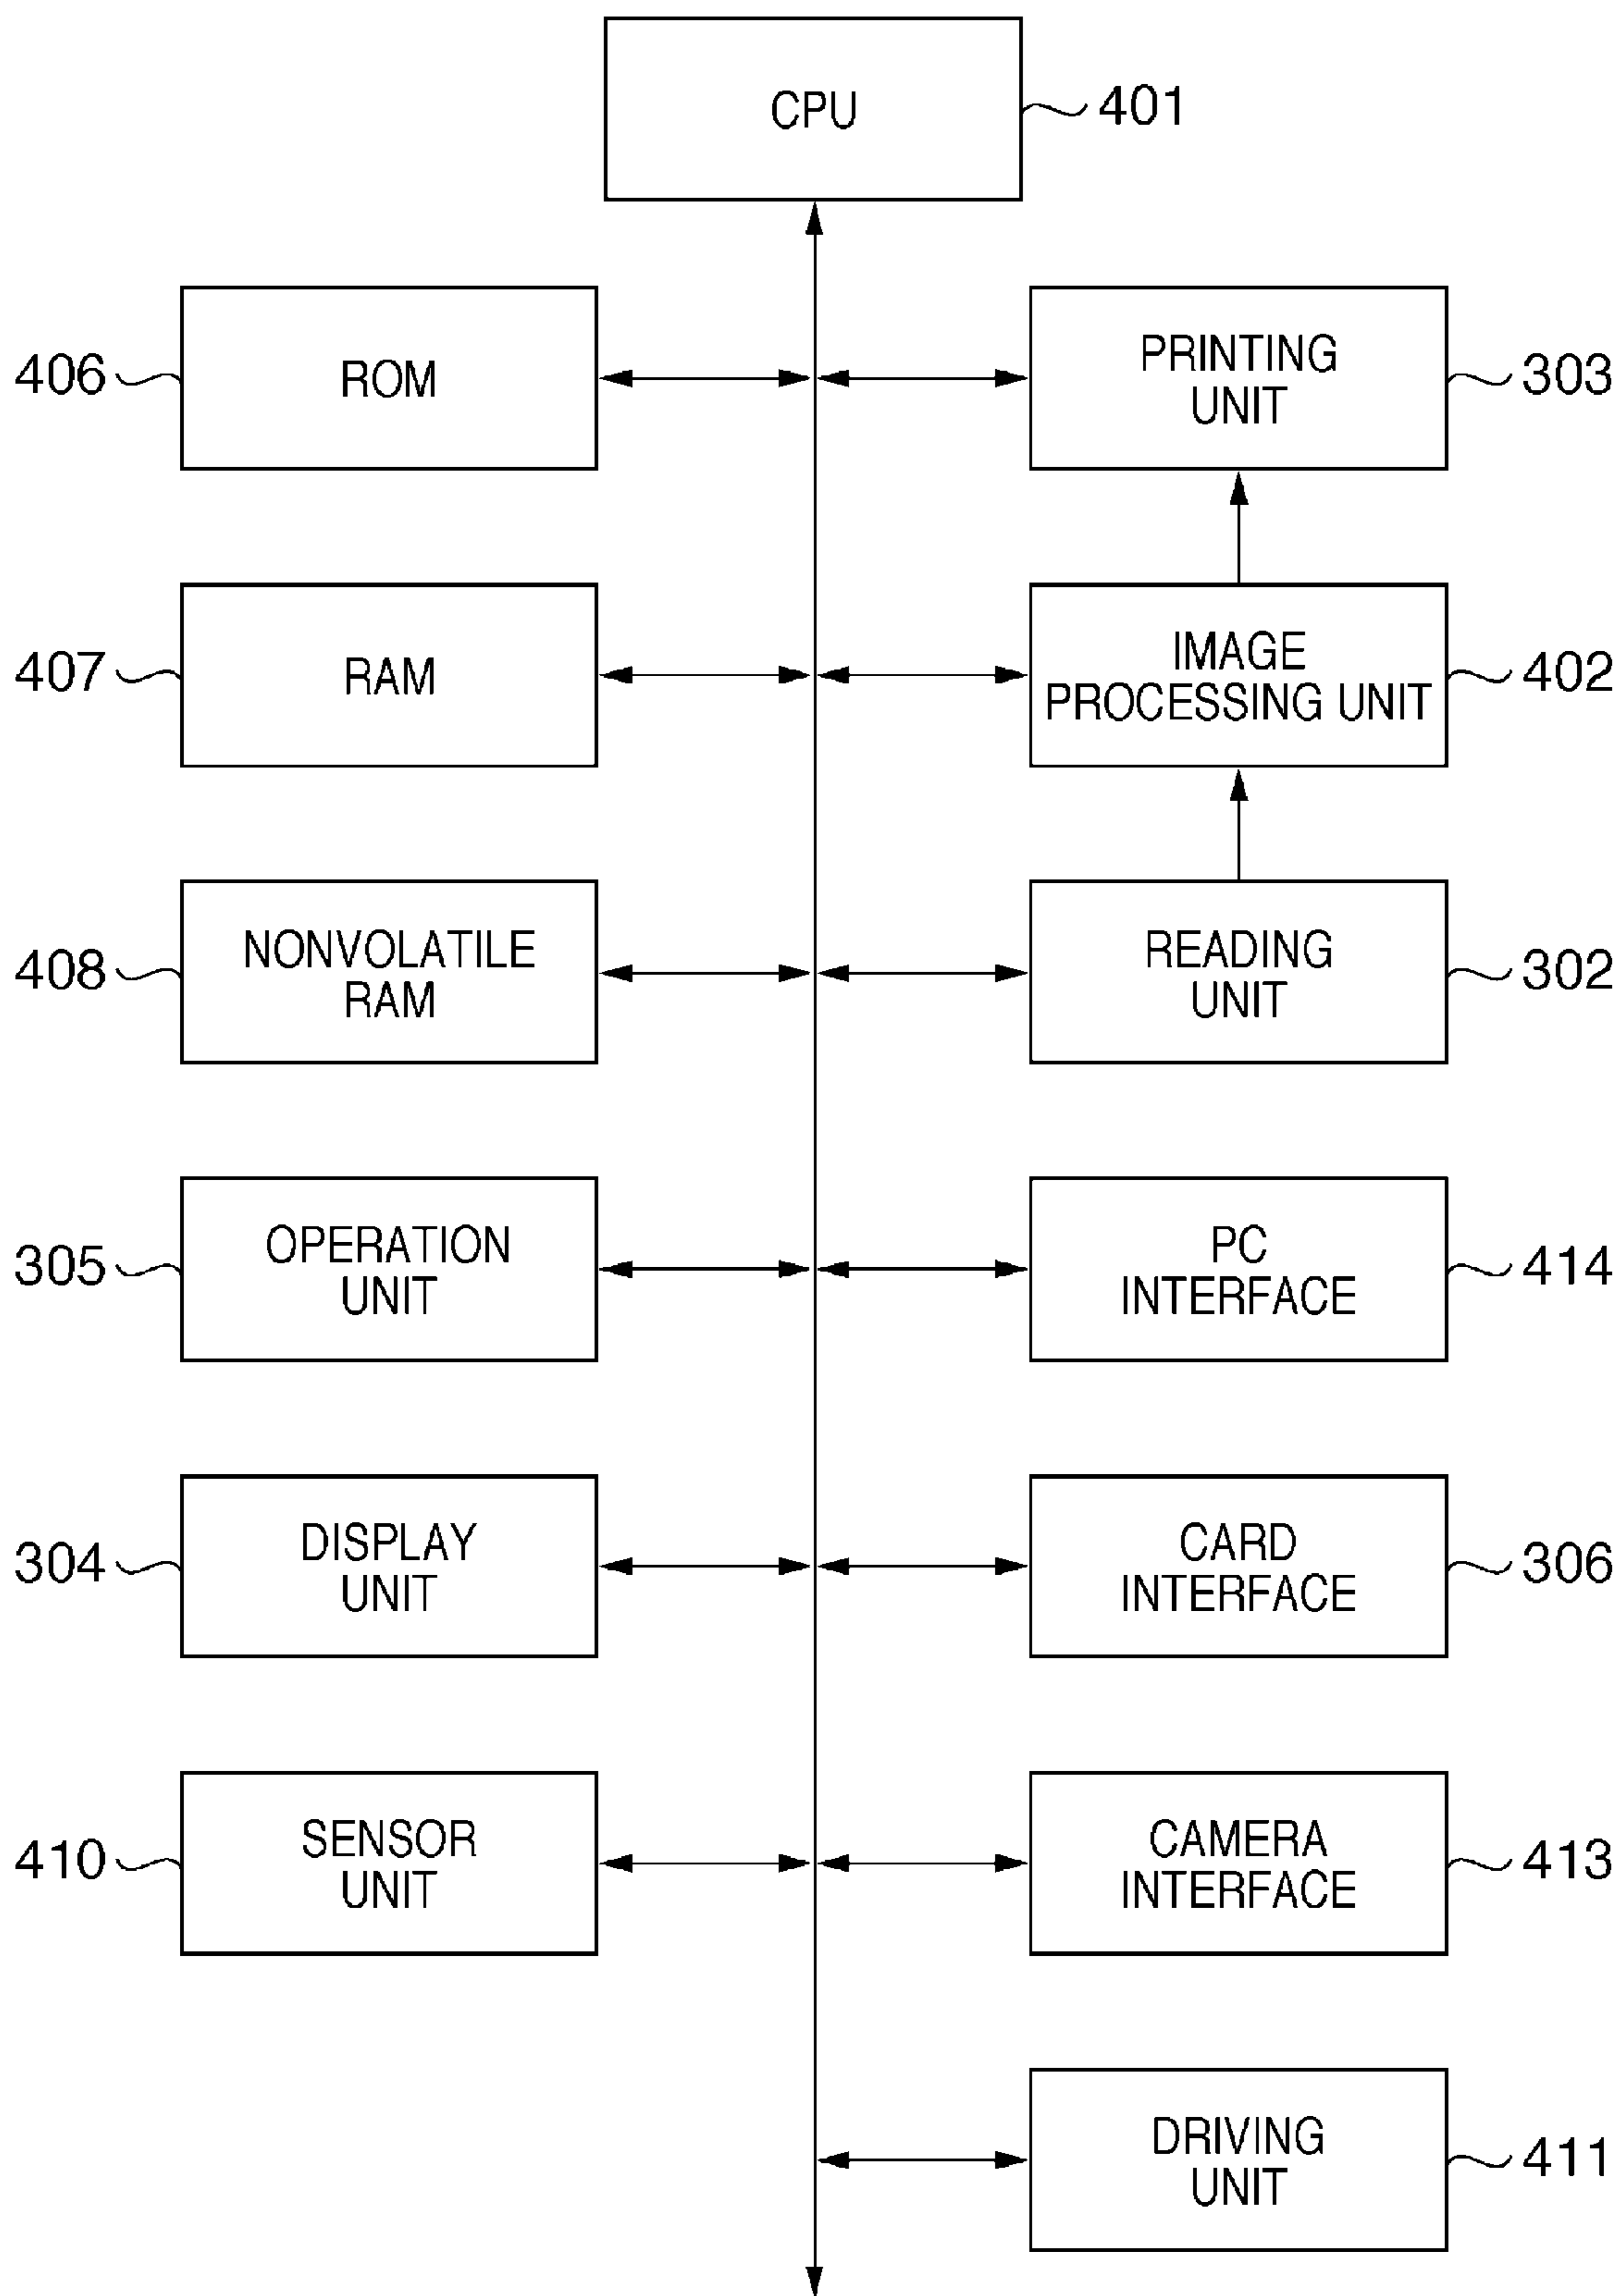 CPU
401
406
ROM
PRINTING
UNIT
303
407
RAM
IMAGE
PROCESSING UNIT
402
408
NONVOLATILE
RAM
READING
UNIT
302
305
OPERATION
UNIT
PC
INTERFACE
414
304
DISPLAY
UNIT
CARD
INTERFACE
306
410
SENSOR
UNIT
CAMERA
INTERFACE
413
DRIVING
UNIT
411